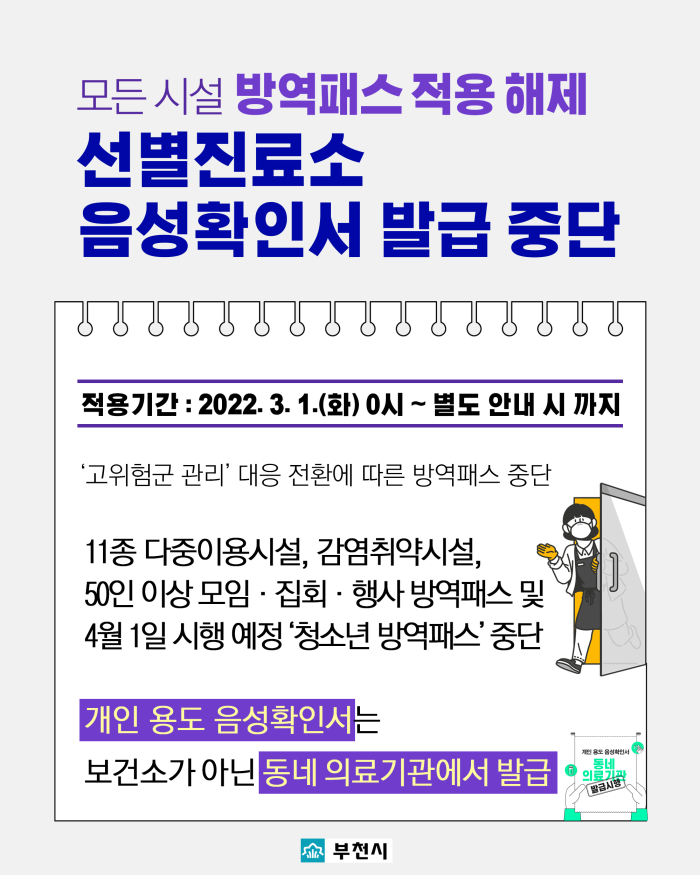 모든 시설 방역패스 적용 해제
선별진료소
음성확인서 발급 중단
적용기간 : 2022. 3. 1.(화) 0시 ~ 별도 안내 시 까지
‘고위험군 관리’ 대응 전환에 따른 방역패스 중단
11종 다중이용시설, 감염취약시설,
50인 이상 모임 · 집회 · 행사 방역패스 및
4월 1일 시행 예정 ‘청소년 방역패스’ 중단
개인 용도 음성확인서는
보건소가 아닌 동네 의료기관에서 발급
개인 용도 음성확인서
동네
의료기관
발급시행
부천시